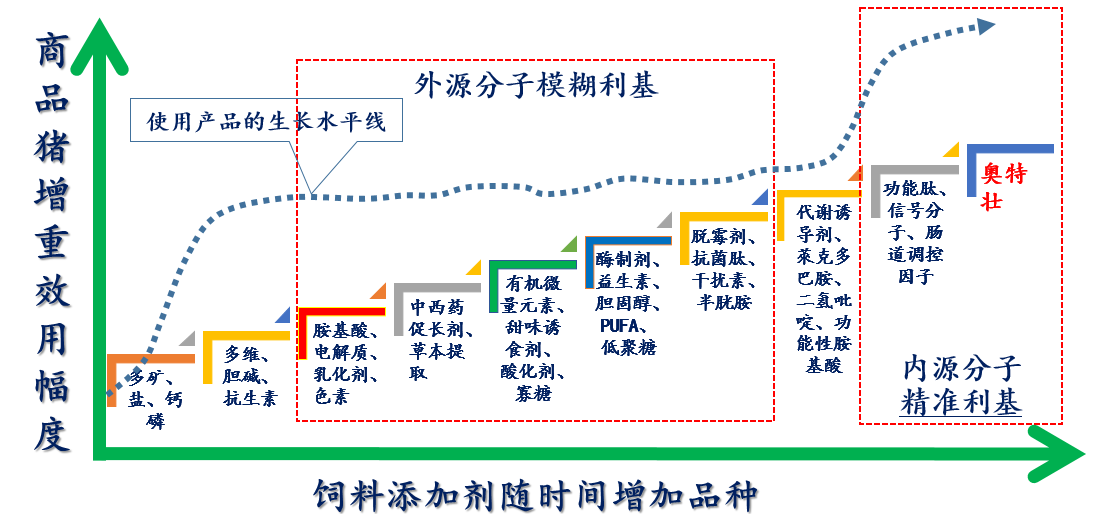 商品猪增重效用幅度
外源分子模糊利基
使用产品的生长水平线
多矿、
盐、钙
磷
多维、
胆碱、
抗生素
胺基酸、
电解质、
乳化剂、
色素
中西药
促长剂、
草本提
取
有机微
量元素、
甜味诱
食剂、
酸化剂、
寡糖
酶制剂、
益生素、
胆固醇、
PUFA、
低聚糖
脱霉剂、
抗菌肽、
干扰素、
半胱胺
代谢诱
导剂、
莱克多
巴胺、
二氢吡
啶、功
能性胺
基酸
功能肽、
信号分
子、肠
道调控
因子
奥特
壮
内源分子
精准利基
饲料添加剂随时间增加品种